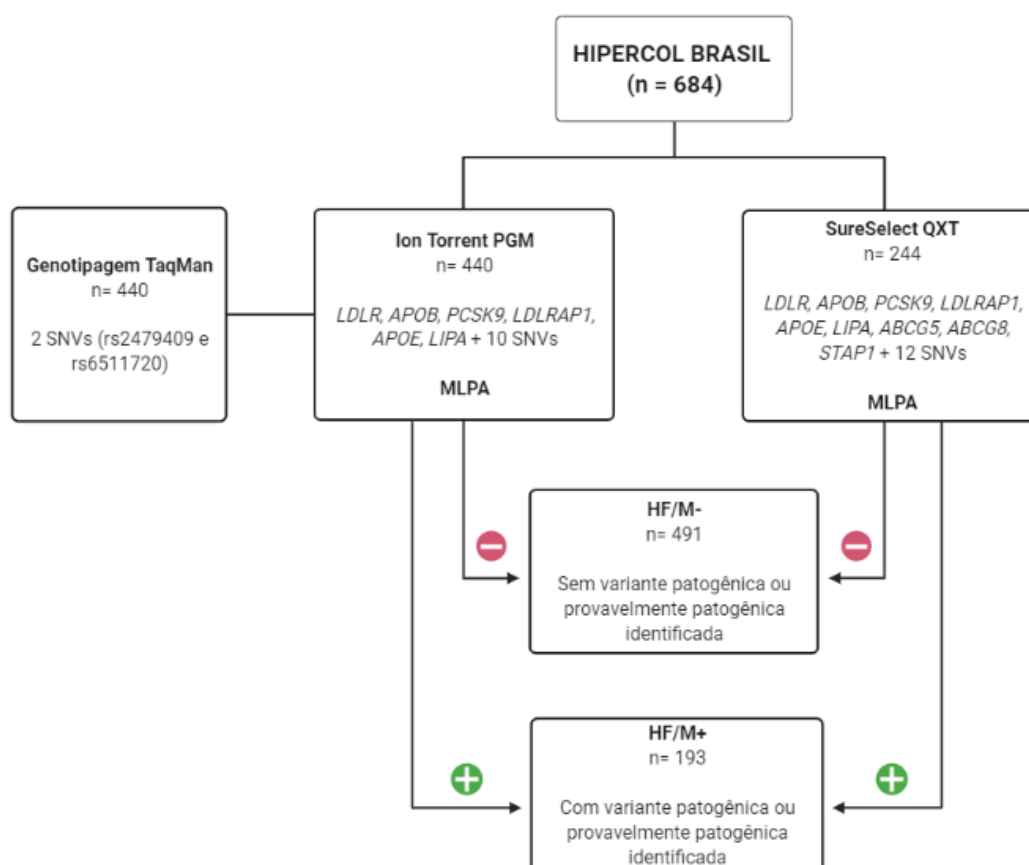 HIPERCOL BRASIL
(n = 684)
Genotipagem TaqMan
n= 440
2 SNVs (rs2479409 e
rs6511720)
Ion Torrent PGM
n= 440
LDLR, APOB, PCSK9, LDLRAP1,
APOE, LIPA + 10 SNVs
MLPA
SureSelect QXT
n= 244
LDLR, APOB, PCSK9, LDLRAP1,
APOE, LIPA, ABCG5, ABCG8,
STAP1 + 12 SNVs
MLPA
HF/M-
n= 491
Sem variante patogênica ou
provavelmente patogênica
identificada
HF/M+
n= 193
Com variante patogênica ou
provavelmente patogênica
identificada